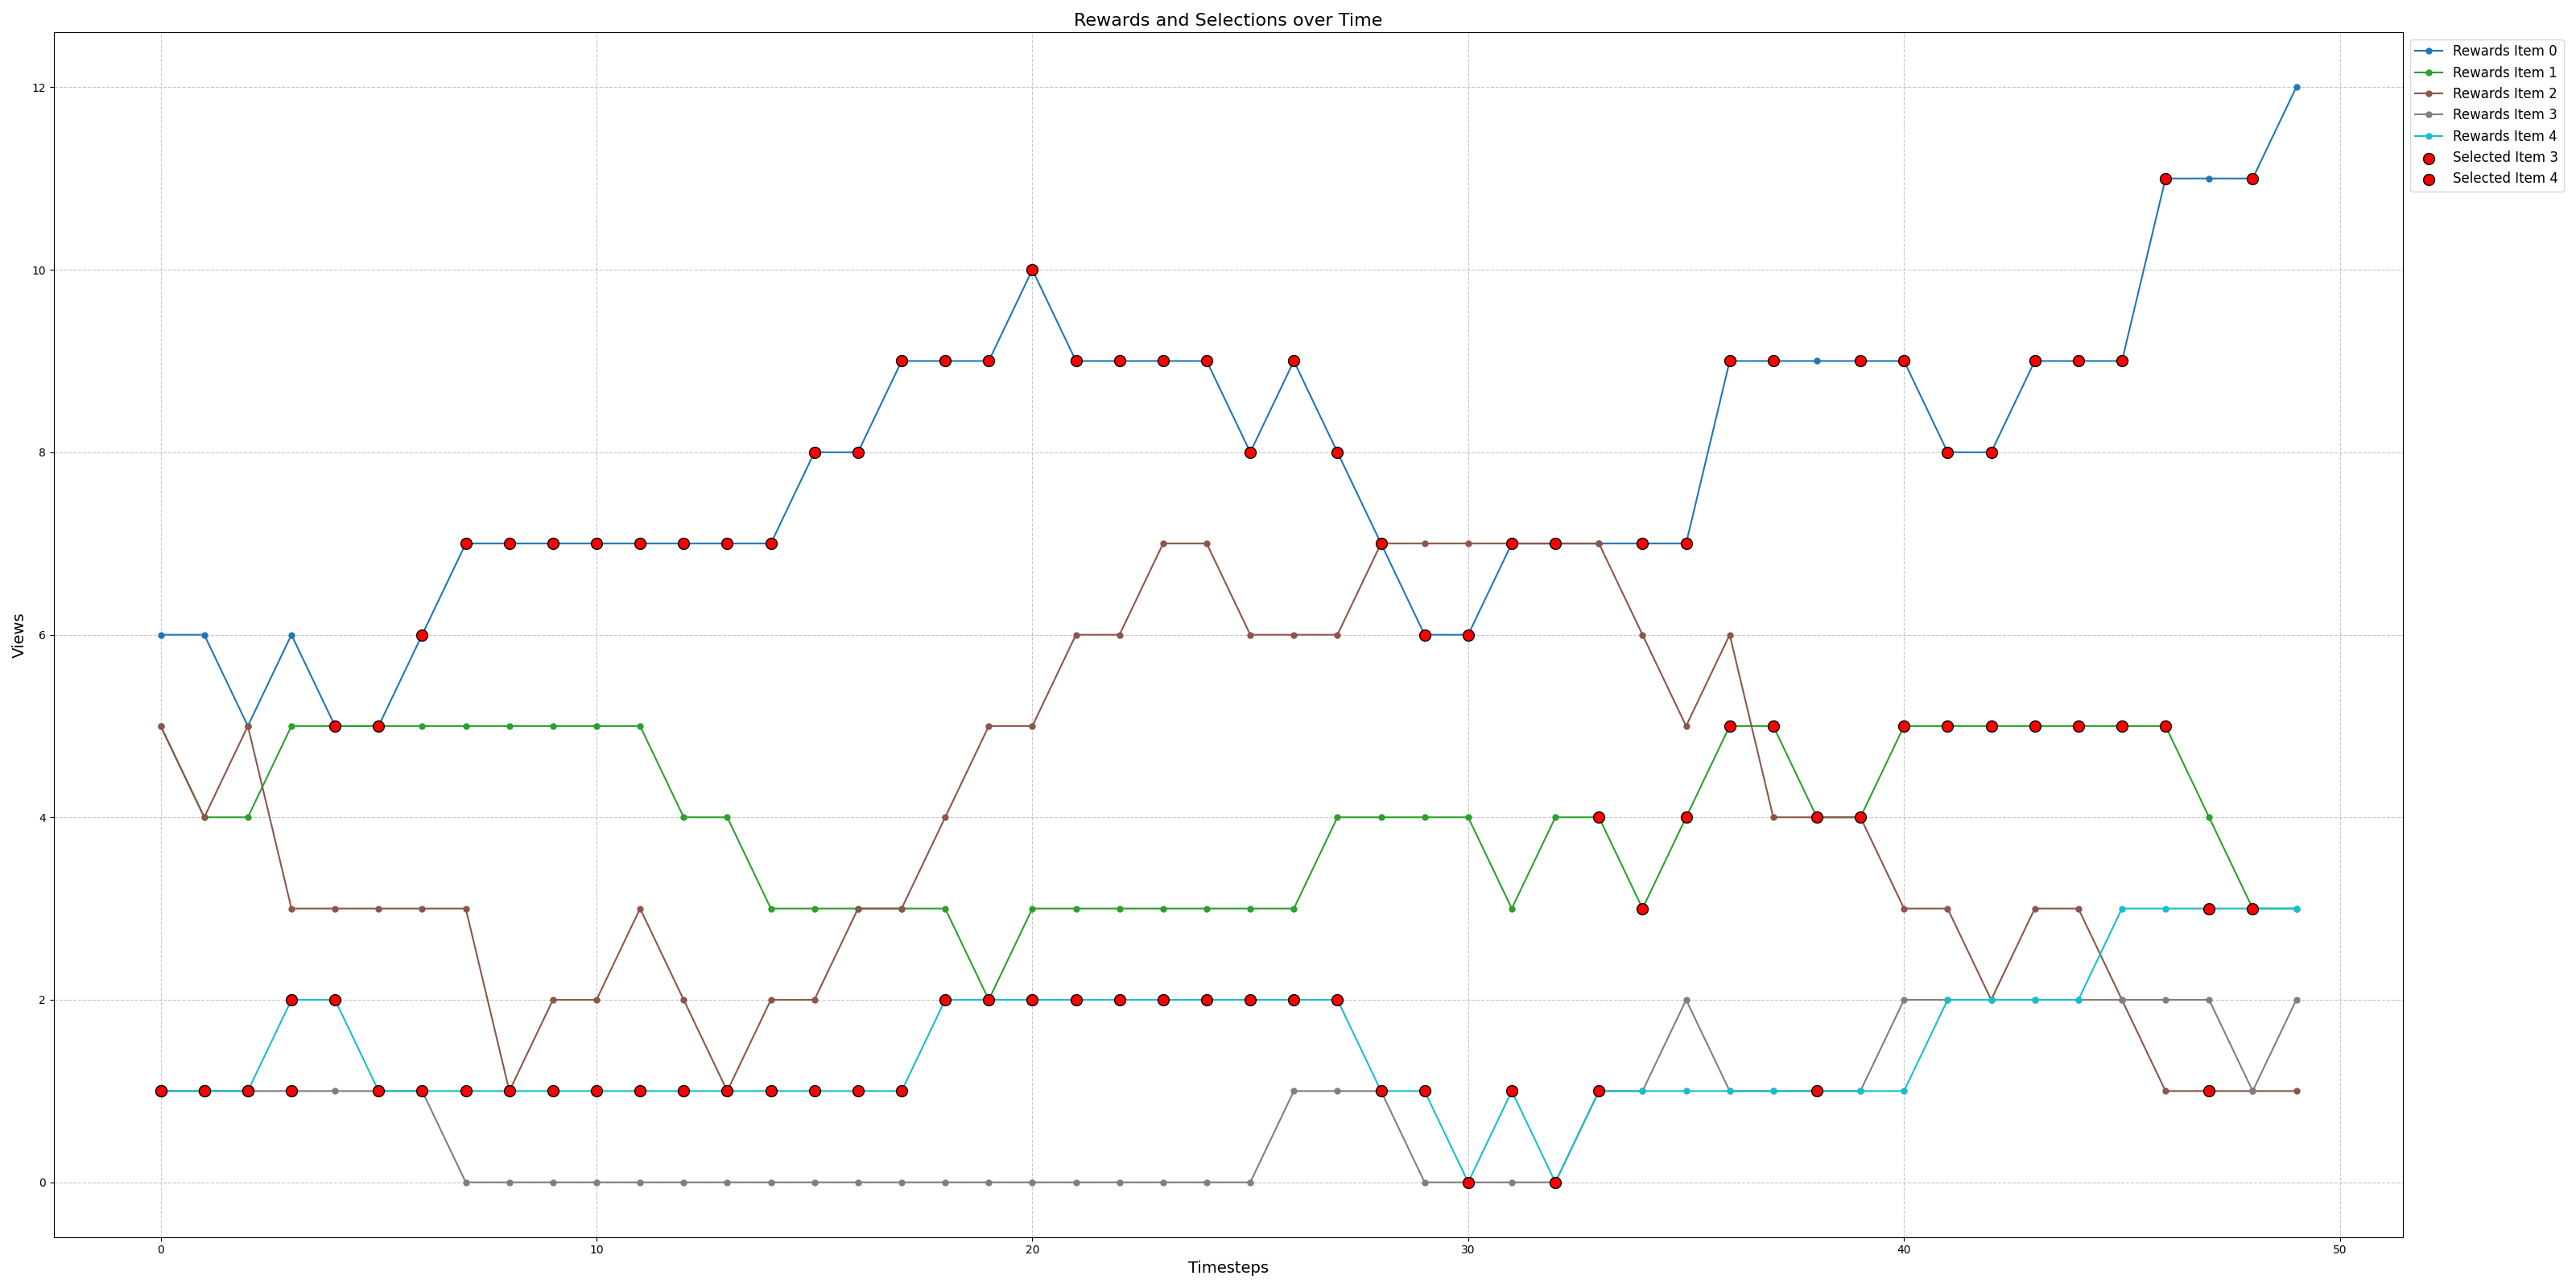 Rewards and Selections over Time
Rewards Item 0
Rewards Item 1
Rewards Item 2
Rewards Item 3
Rewards Item 4
Selected Item 3
Selected Item 4
Views
12
10
8
6
4
2
0
0 10 20 30 40 50
Timesteps